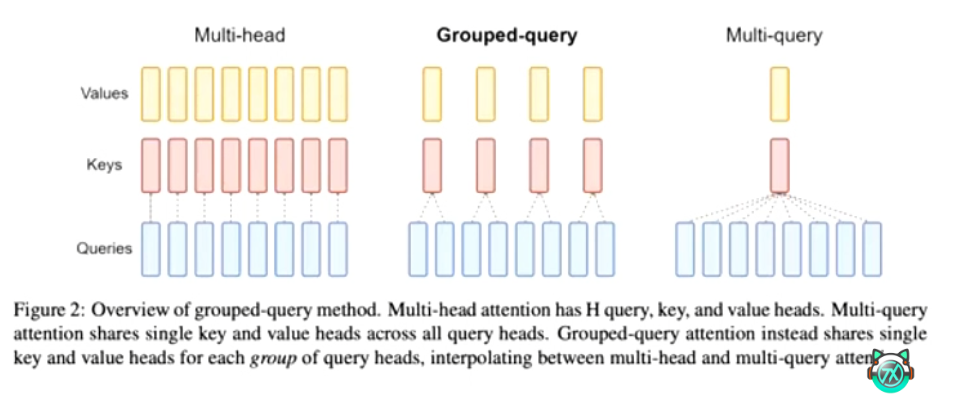 Multi-head Grouped-query Multi-query
Values
Keys
Queries
Figure 2: Overview of grouped-query method. Multi-head attention has H query, key, and value heads. Multi-query
attention shares single key and value heads across all query heads. Grouped-query attention instead shares single
key and value heads for each group of query heads, interpolating between multi-head and multi-query atten
7X